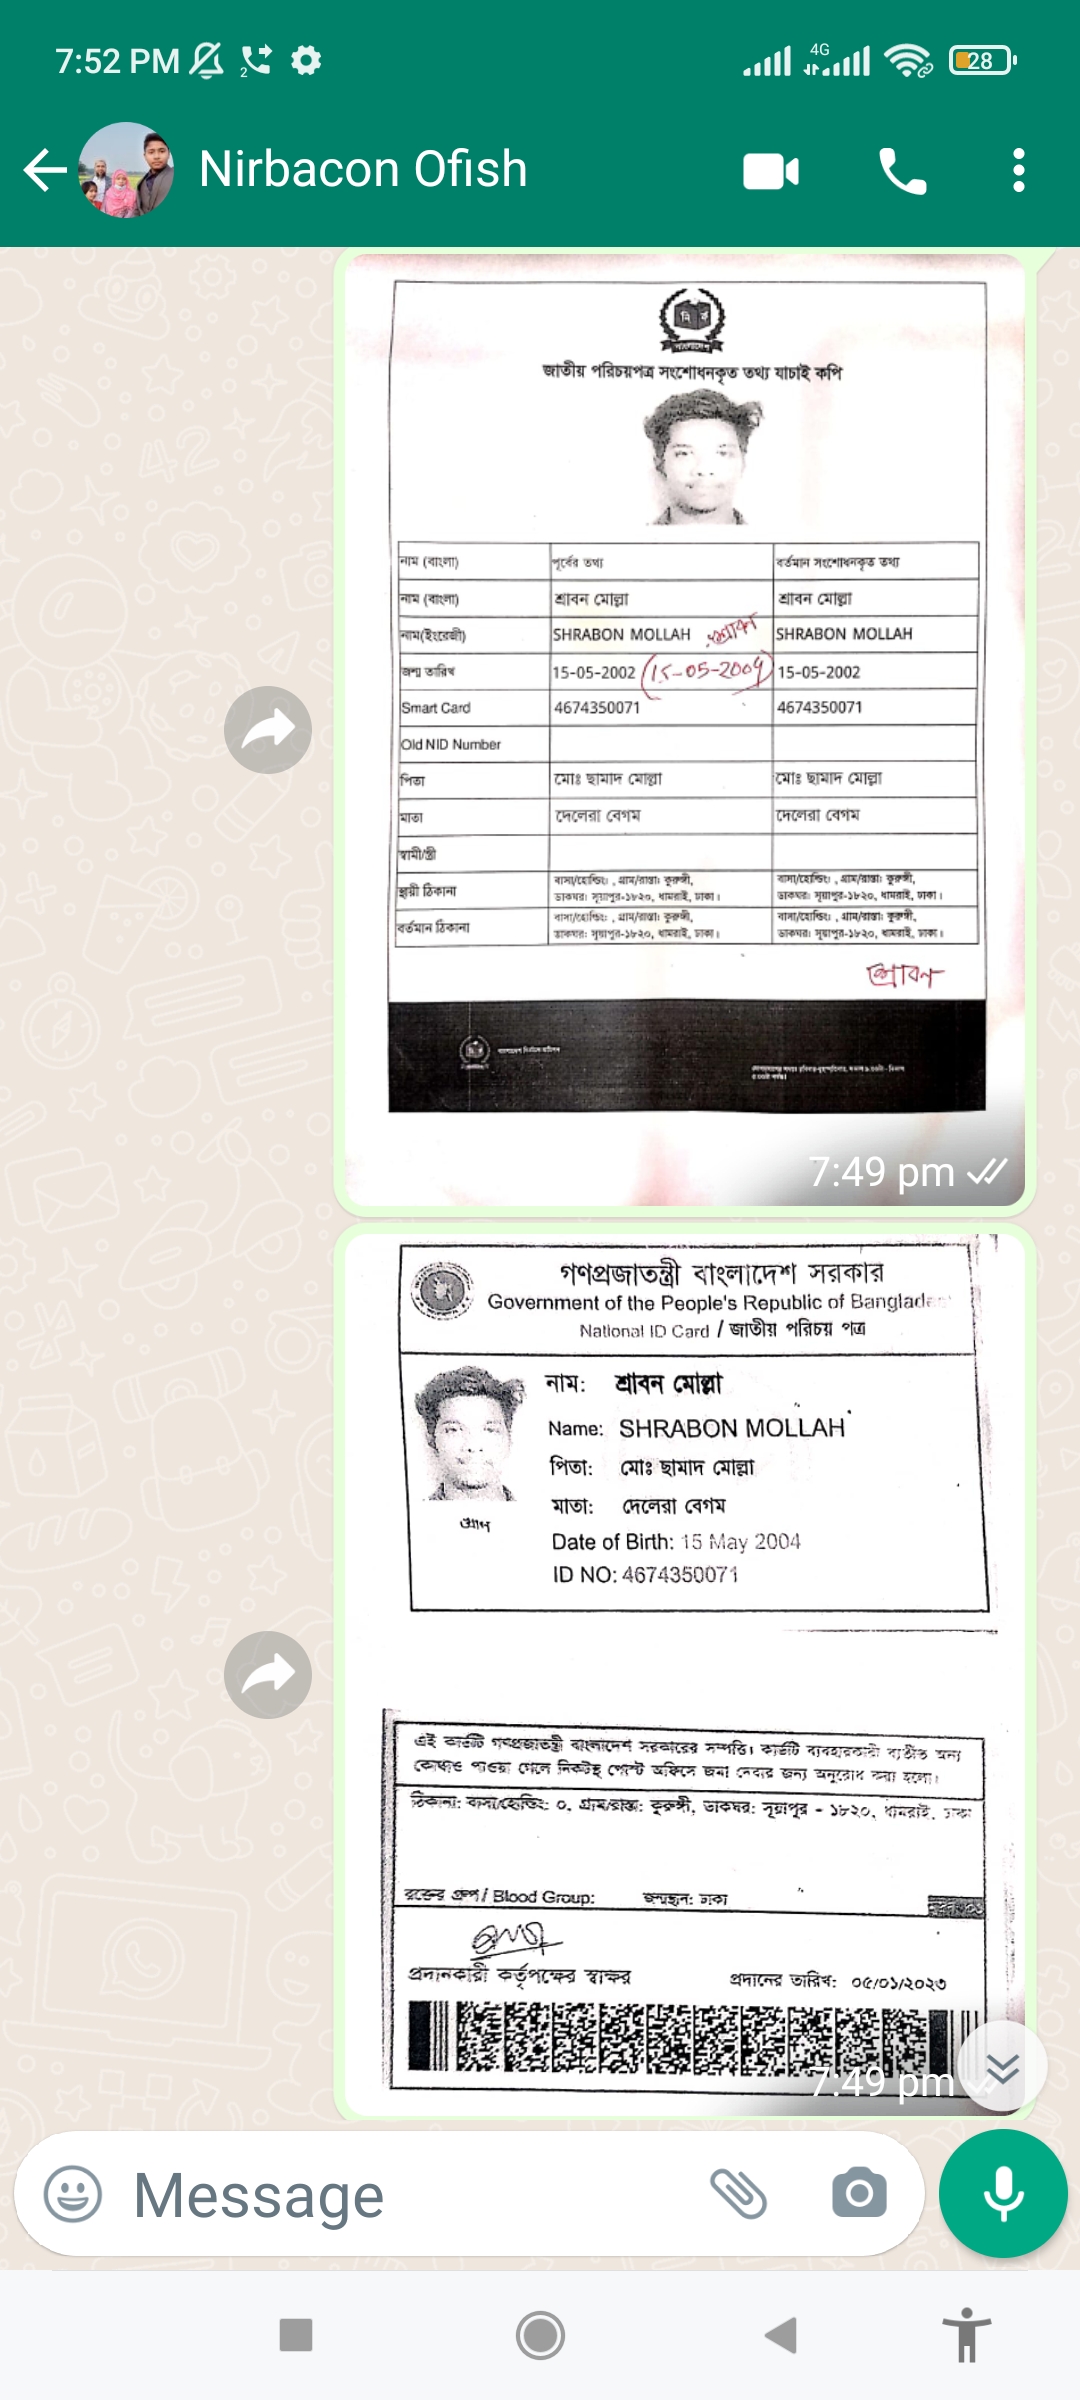 7:52 PM
2
4G
28
Nirbacon Ofish
নি ক
বাংলাদেশ
জাতীয় পরিচয়পত্র সংশোধনকৃত তথ্য যাচাই কপি
নাম (বাংলা) পূর্বের তথ্য বর্তমান সংশোধনকৃত তথ্য
নাম (বাংলা) শ্রাবন মোল্লা শ্রাবন মোল্লা
নাম(ইংরেজী) SHRABON MOLLAH শ্রাবন SHRABON MOLLAH
জন্ম তারিখ 15-05-2002 (15-05-2004) 15-05-2002
Smart Card 4674350071 4674350071
Old NID Number
পিতা মোঃ ছামাদ মোল্লা মোঃ ছামাদ মোল্লা
মাতা দেলেরা বেগম দেলেরা বেগম
স্বামী/স্ত্রী
স্থায়ী ঠিকানা বাসা/হোল্ডিং: , গ্রাম/রাস্তা: কুরুঙ্গী, বাসা/হোল্ডিং: , গ্রাম/রাস্তা: কুরুঙ্গী,
ডাকঘর: সূয়াপুর-১৮২০, ধামরাই, ঢাকা। ডাকঘর: সূয়াপুর-১৮২০, ধামরাই, ঢাকা।
বর্তমান ঠিকানা বাসা/হোল্ডিং: , গ্রাম/রাস্তা: কুরুঙ্গী, বাসা/হোল্ডিং: , গ্রাম/রাস্তা: কুরুঙ্গী,
ডাকঘর: সূয়াপুর-১৮২০, ধামরাই, ঢাকা। ডাকঘর: সূয়াপুর-১৮২০, ধামরাই, ঢাকা।
শ্রাবন
বাংলাদেশ নির্বাচন কমিশন
7:49 pm
গণপ্রজাতন্ত্রী বাংলাদেশ সরকার
Government of the People's Republic of Banglades
National ID Card / জাতীয় পরিচয় পত্র
নাম: শ্রাবন মোল্লা
Name: SHRABON MOLLAH
পিতা: মোঃ ছামাদ মোল্লা
মাতা: দেলেরা বেগম
Date of Birth: 15 May 2004
ID NO: 4674350071
এই কার্ডটি গণপ্রজাতন্ত্রী বাংলাদেশ সরকারের সম্পত্তি। কার্ডটি ব্যবহারকারী ব্যতীত অন্য
কোথাও পাওয়া গেলে নিকটস্থ পোস্ট অফিসে জমা দেবার জন্য অনুরোধ করা হলো।
ঠিকানা: বাসা/হোল্ডিং: ০, গ্রাম/রাস্তা: কুরুঙ্গী, ডাকঘর: সূয়াপুর - ১৮২০, ধামরাই, ঢাকা
রক্তের গ্রুপ / Blood Group: জন্মস্থান: ঢাকা
প্রদানকারী কর্তৃপক্ষের স্বাক্ষর প্রদানের তারিখ: ০৫/০১/২০২৩
7:49 pm
Message